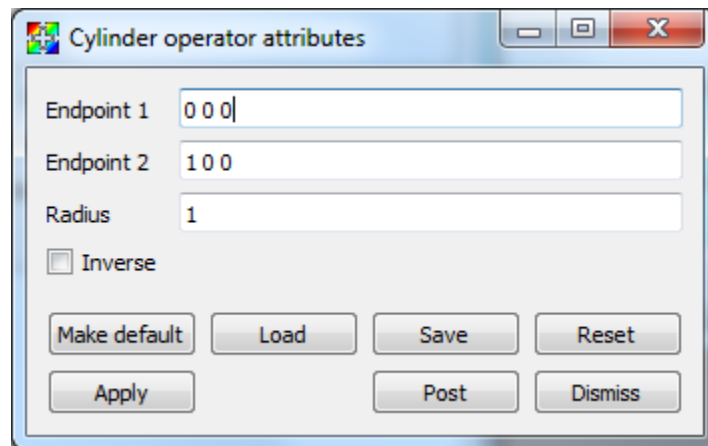 Cylinder operator attributes
Endpoint 1 0 0 0
Endpoint 2 1 0 0
Radius 1
Inverse
Make default Load Save Reset
Apply Post Dismiss